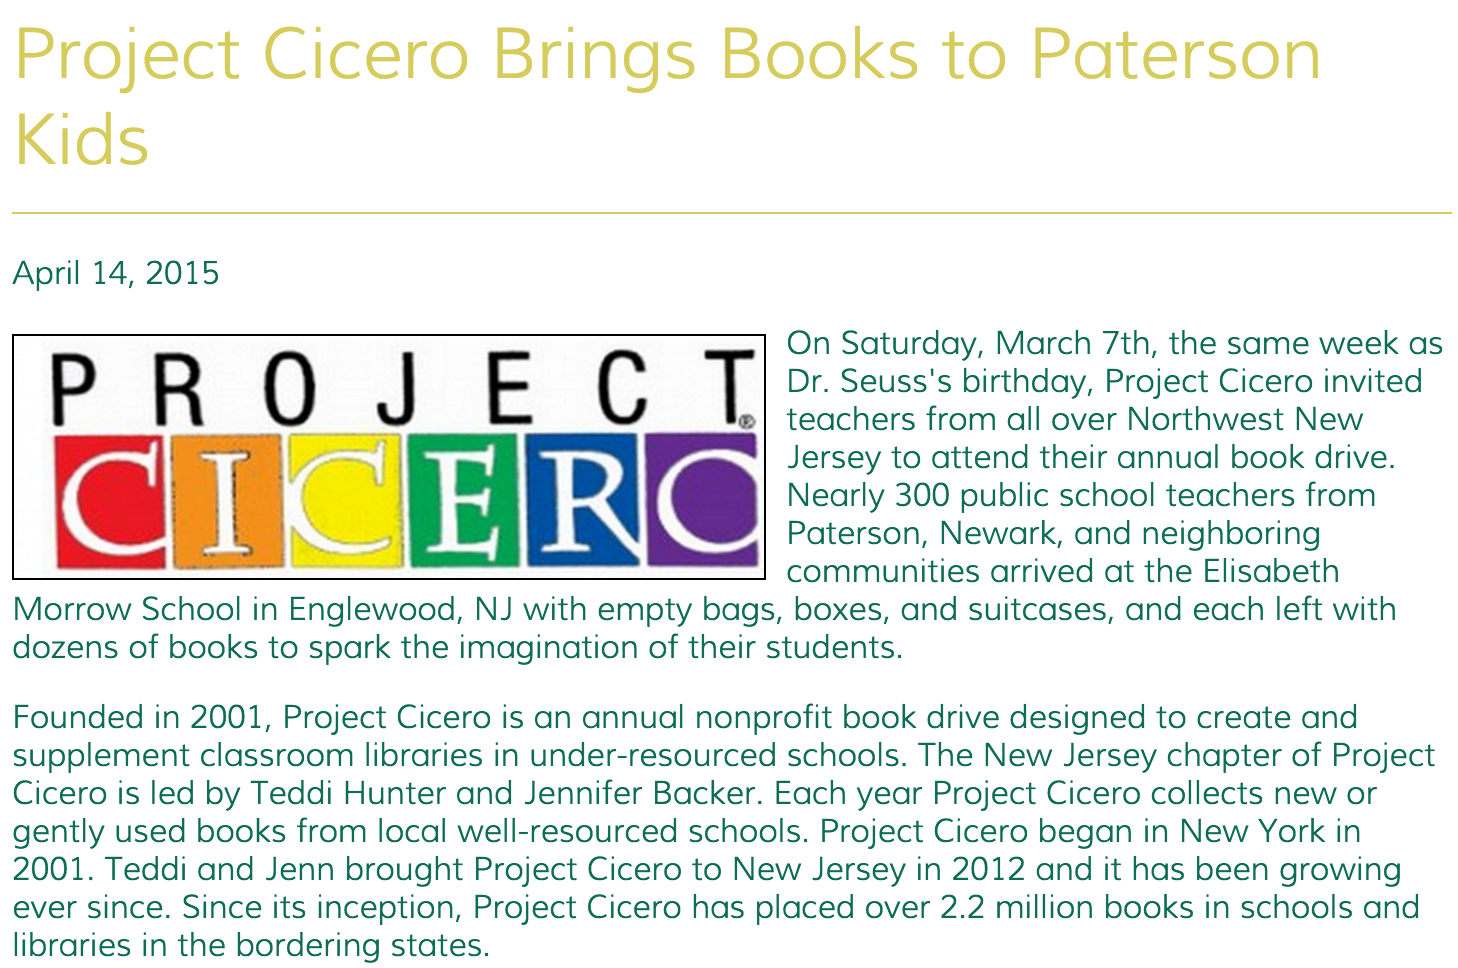 Project Cicero Brings Books to Paterson
Kids
April 14, 2015
PROJECT®
CICERO
On Saturday, March 7th, the same week as
Dr. Seuss's birthday, Project Cicero invited
teachers from all over Northwest New
Jersey to attend their annual book drive.
Nearly 300 public school teachers from
Paterson, Newark, and neighboring
communities arrived at the Elisabeth
Morrow School in Englewood, NJ with empty bags, boxes, and suitcases, and each left with
dozens of books to spark the imagination of their students.
Founded in 2001, Project Cicero is an annual nonprofit book drive designed to create and
supplement classroom libraries in under-resourced schools. The New Jersey chapter of Project
Cicero is led by Teddi Hunter and Jennifer Backer. Each year Project Cicero collects new or
gently used books from local well-resourced schools. Project Cicero began in New York in
2001. Teddi and Jenn brought Project Cicero to New Jersey in 2012 and it has been growing
ever since. Since its inception, Project Cicero has placed over 2.2 million books in schools and
libraries in the bordering states.